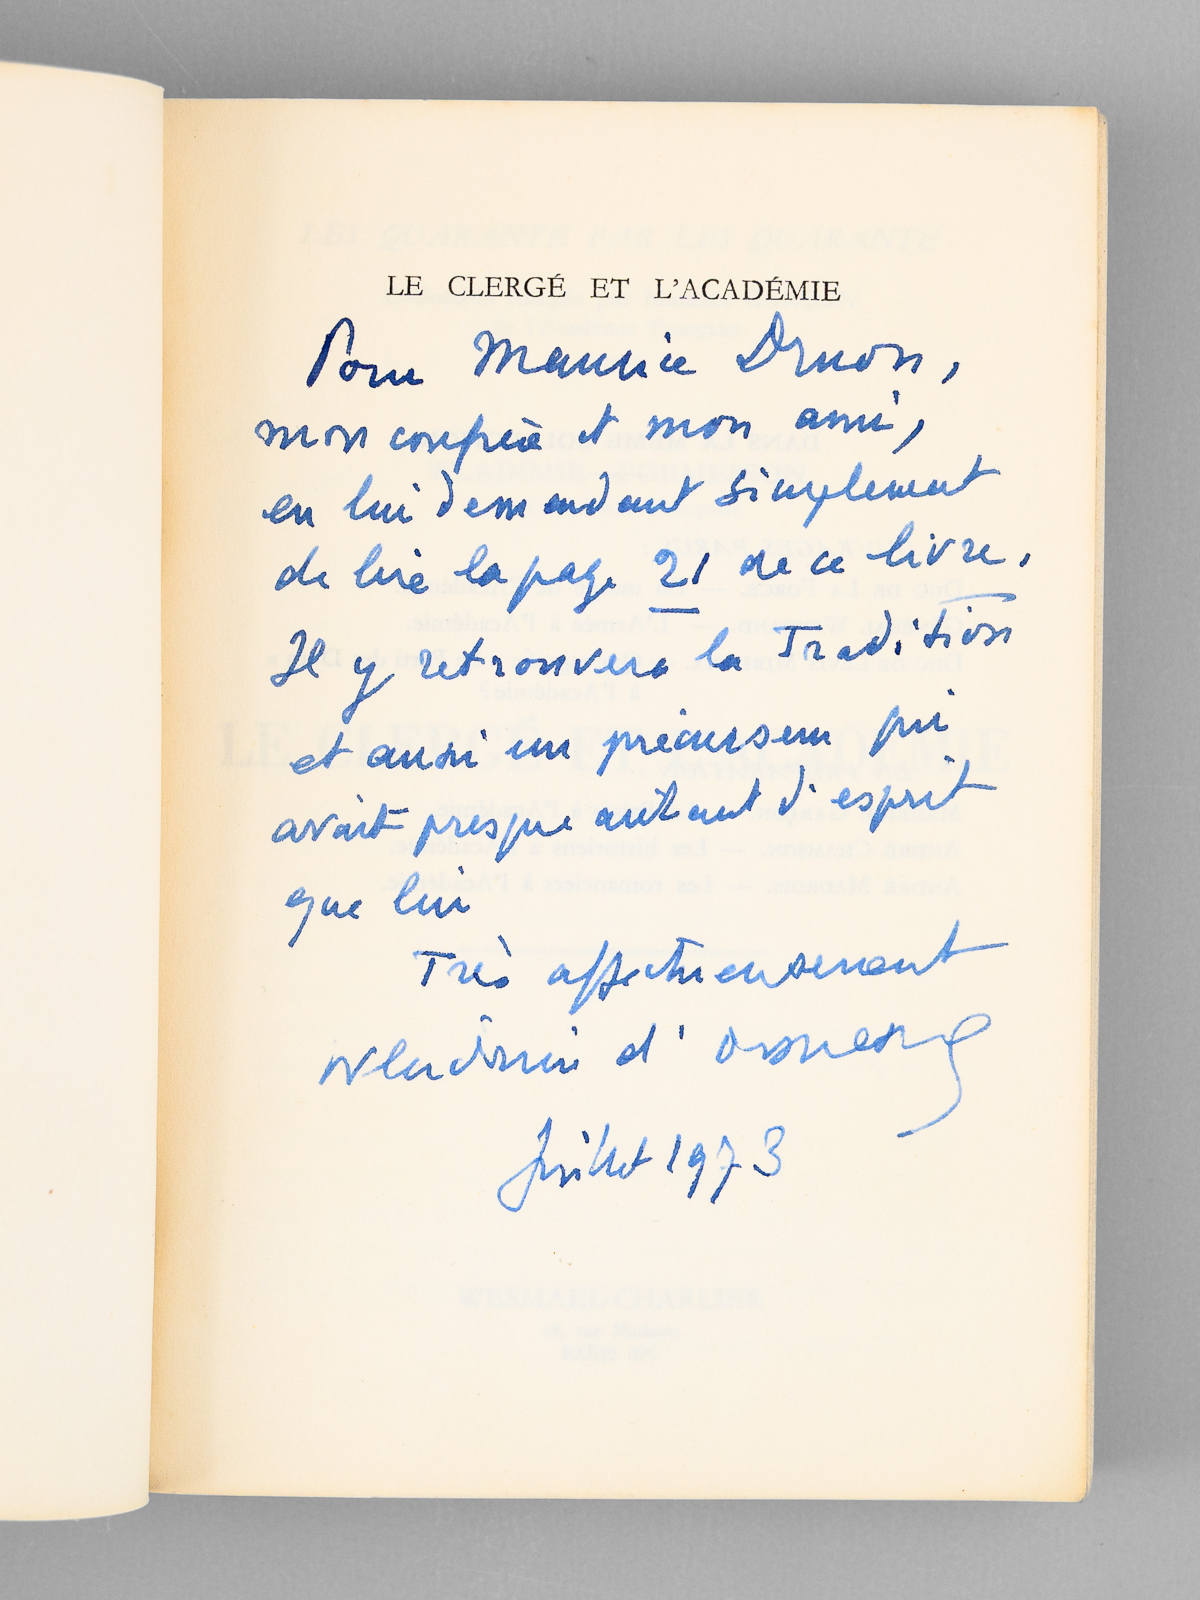 LE CLERGÉ ET L'ACADÉMIE
Pour Maurice Druon,
mon confrère et mon ami,
en lui demandant simplement
de lire la page 21 de ce livre.
Il y retrouvera la Tradition
et aussi un précurseur qui
avait presque autant d'esprit
que lui
Très affectueusement
Wladimir d'Ormesson
Juillet 1973